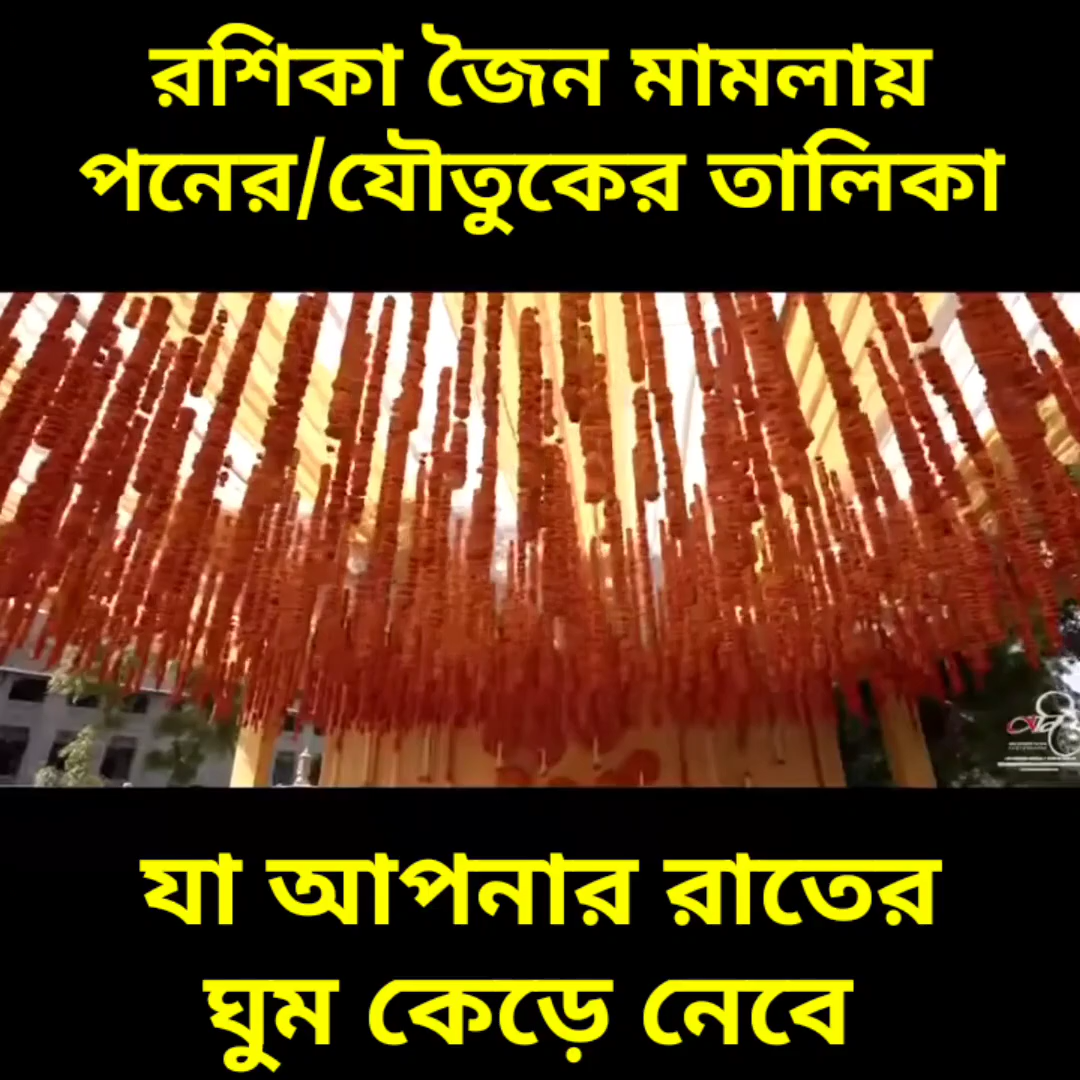 রশিকা জৈন মামলায়
পনের/যৌতুকের তালিকা
যা আপনার রাতের
ঘুম কেড়ে নেবে